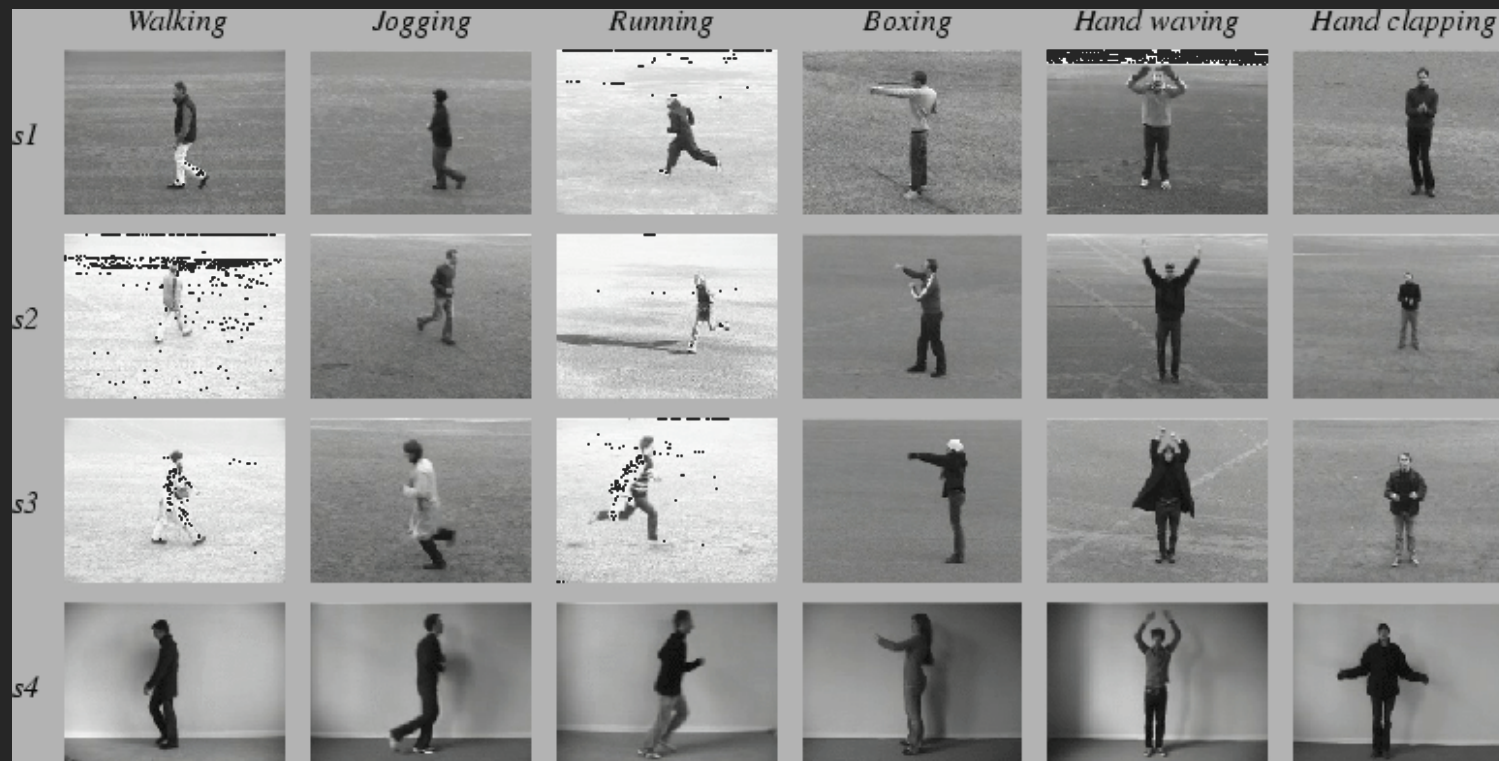 Walking Jogging Running Boxing Hand waving Hand clapping
s1
s2
s3
s4